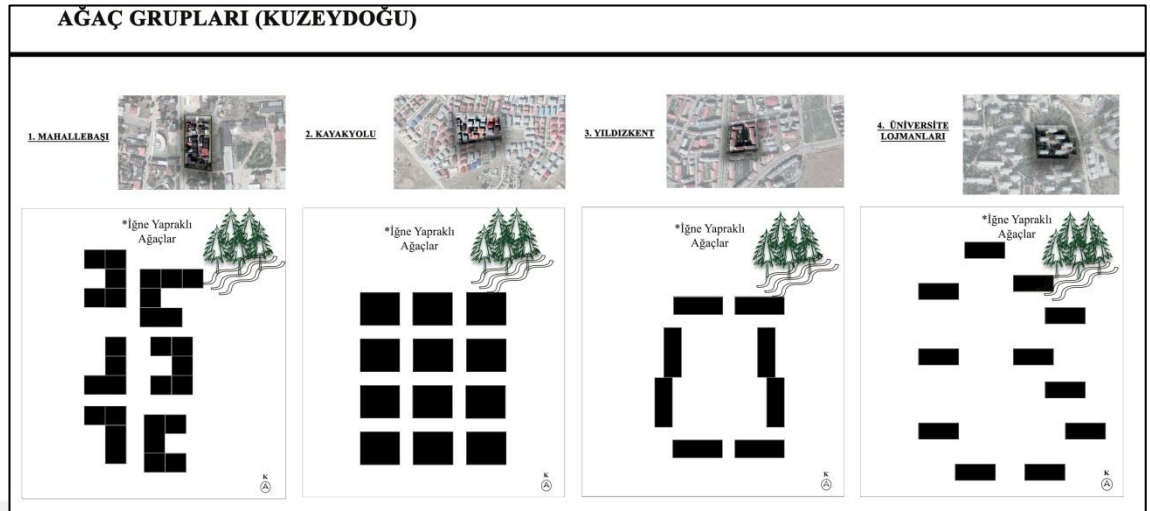 AĞAÇ GRUPLARI (KUZEYDOĞU)
1. MAHALLEBAŞI
2. KAYAKYOLU
3. YILDIZKENT
4. ÜNİVERSİTE
LOJMANLARI
*İğne Yapraklı
Ağaçlar
K
*İğne Yapraklı
Ağaçlar
K
*İğne Yapraklı
Ağaçlar
K
*İğne Yapraklı
Ağaçlar
K